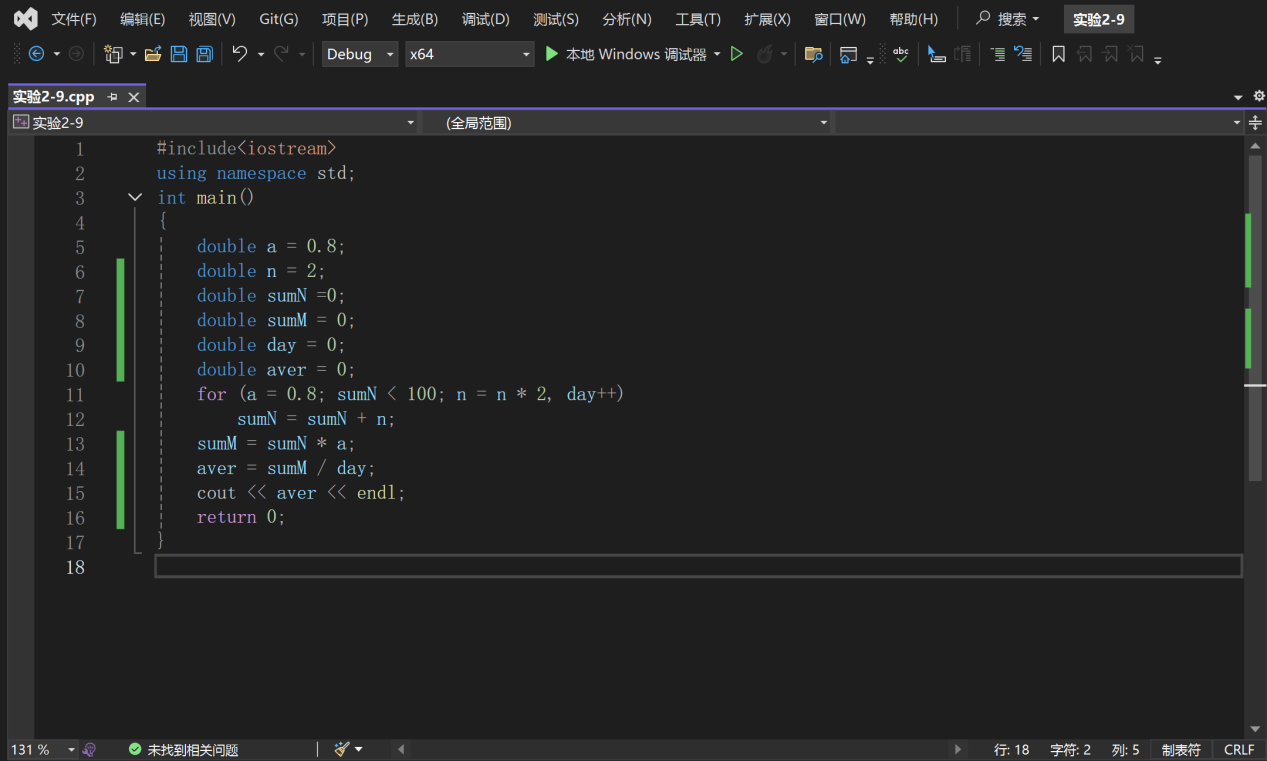 文件(F) 编辑(E) 视图(V) Git(G) 项目(P) 生成(B) 调试(D) 测试(S) 分析(N) 工具(T) 扩展(X) 窗口(W) 帮助(H) 搜索 实验2-9
Debug x64 本地 Windows 调试器 abc
实验2-9.cpp
实验2-9 (全局范围)
1 #include<iostream>
2 using namespace std;
3 int main()
4 {
5 double a = 0.8;
6 double n = 2;
7 double sumN =0;
8 double sumM = 0;
9 double day = 0;
10 double aver = 0;
11 for (a = 0.8; sumN < 100; n = n * 2, day++)
12 sumN = sumN + n;
13 sumM = sumN * a;
14 aver = sumM / day;
15 cout << aver << endl;
16 return 0;
17 }
18
131 % 未找到相关问题 行: 18 字符: 2 列: 5 制表符 CRLF